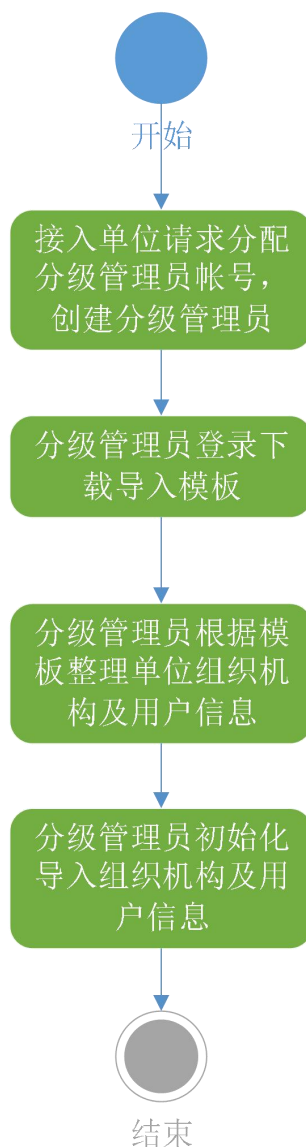 开始
接入单位请求分配
分级管理员帐号，
创建分级管理员
分级管理员登录下
载导入模板
分级管理员根据模
板整理单位组织机
构及用户信息
分级管理员初始化
导入组织机构及用
户信息
结束